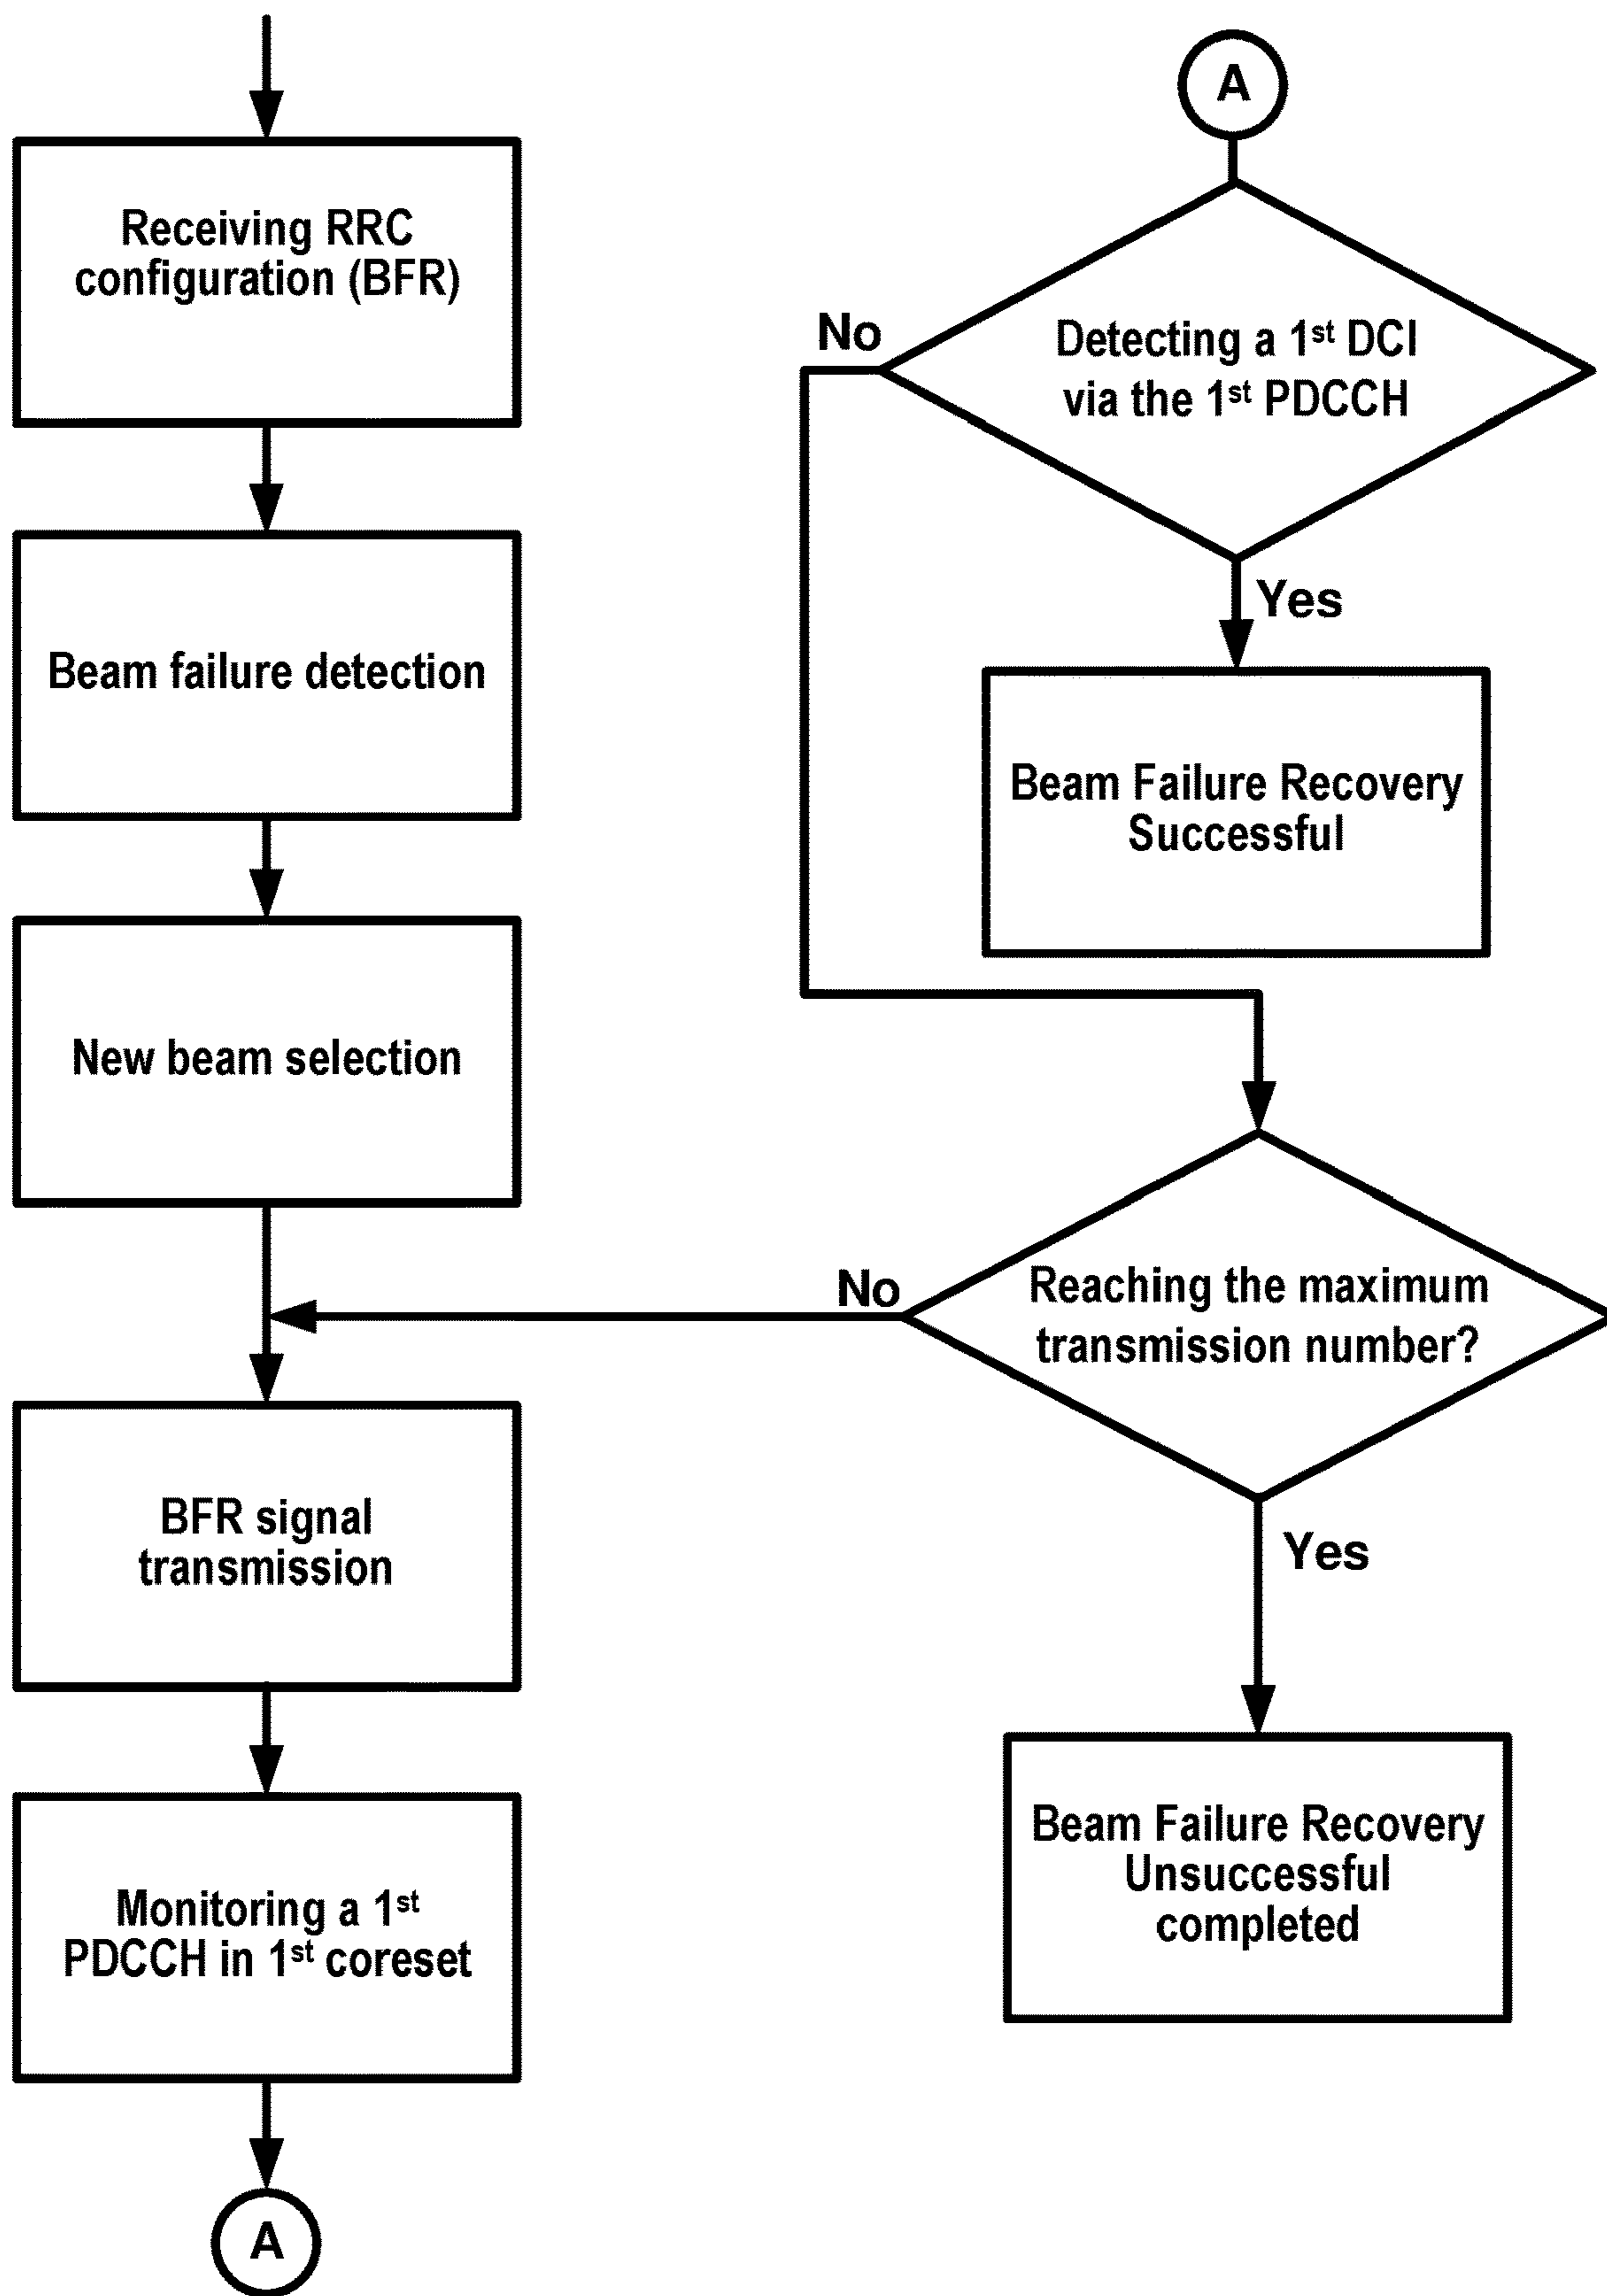 Receiving RRC
configuration (BFR)
Beam failure detection
New beam selection
BFR signal
transmission
Monitoring a 1st
PDCCH in 1st coreset
A
A
Detecting a 1st DCI
via the 1st PDCCH
No
Yes
Beam Failure Recovery
Successful
Reaching the maximum
transmission number?
No
Yes
Beam Failure Recovery
Unsuccessful
completed